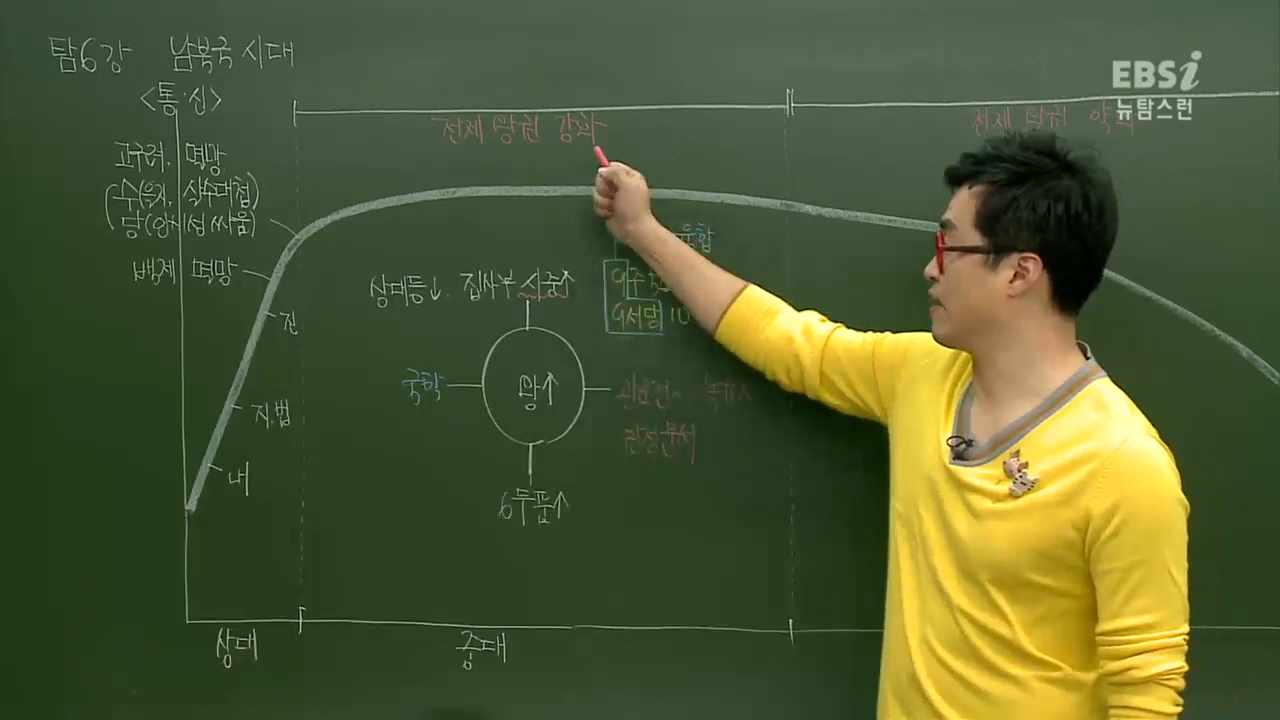 탐6강 남북국 시대
<통·신>
EBSi
뉴탐스런
전제 왕권 강화
전제 왕권 약화
고구려. 멸망
수(을지. 살수대첩)
당(안시성 싸움)
백제 멸망
진
지.법
내
상대등↓. 집사부 시중↑
융합
9주
9서당 10
국학
왕↑
관료전 녹읍X
민정문서
6두품↑
상대
중대